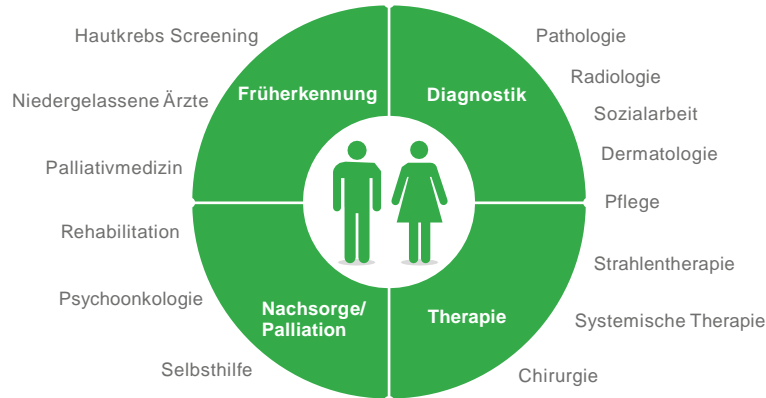 Hautkrebs Screening
Niedergelassene Ärzte
Palliativmedizin
Rehabilitation
Psychoonkologie
Selbsthilfe
Früherkennung
Diagnostik
Nachsorge/
Palliation
Therapie
Pathologie
Radiologie
Sozialarbeit
Dermatologie
Pflege
Strahlentherapie
Systemische Therapie
Chirurgie